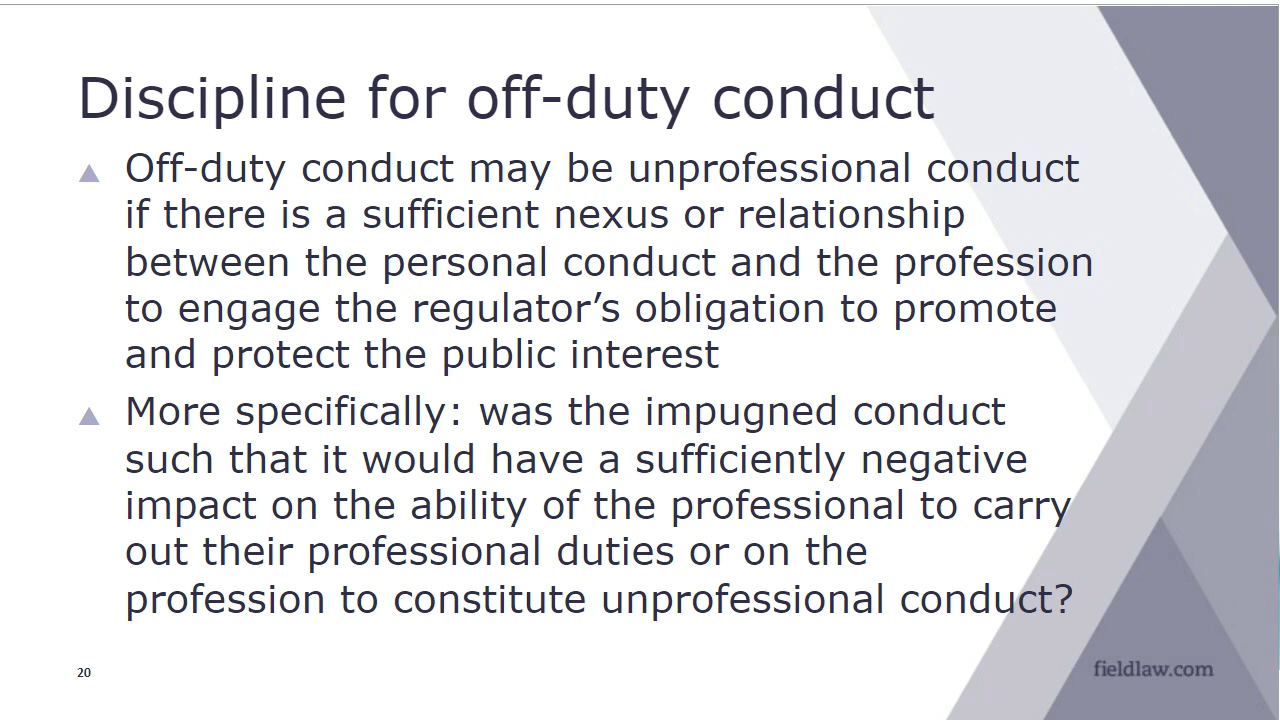 Discipline for off-duty conduct
Off-duty conduct may be unprofessional conduct
if there is a sufficient nexus or relationship
between the personal conduct and the profession
to engage the regulator’s obligation to promote
and protect the public interest
More specifically: was the impugned conduct
such that it would have a sufficiently negative
impact on the ability of the professional to carry
out their professional duties or on the
profession to constitute unprofessional conduct?
20
fieldlaw.com